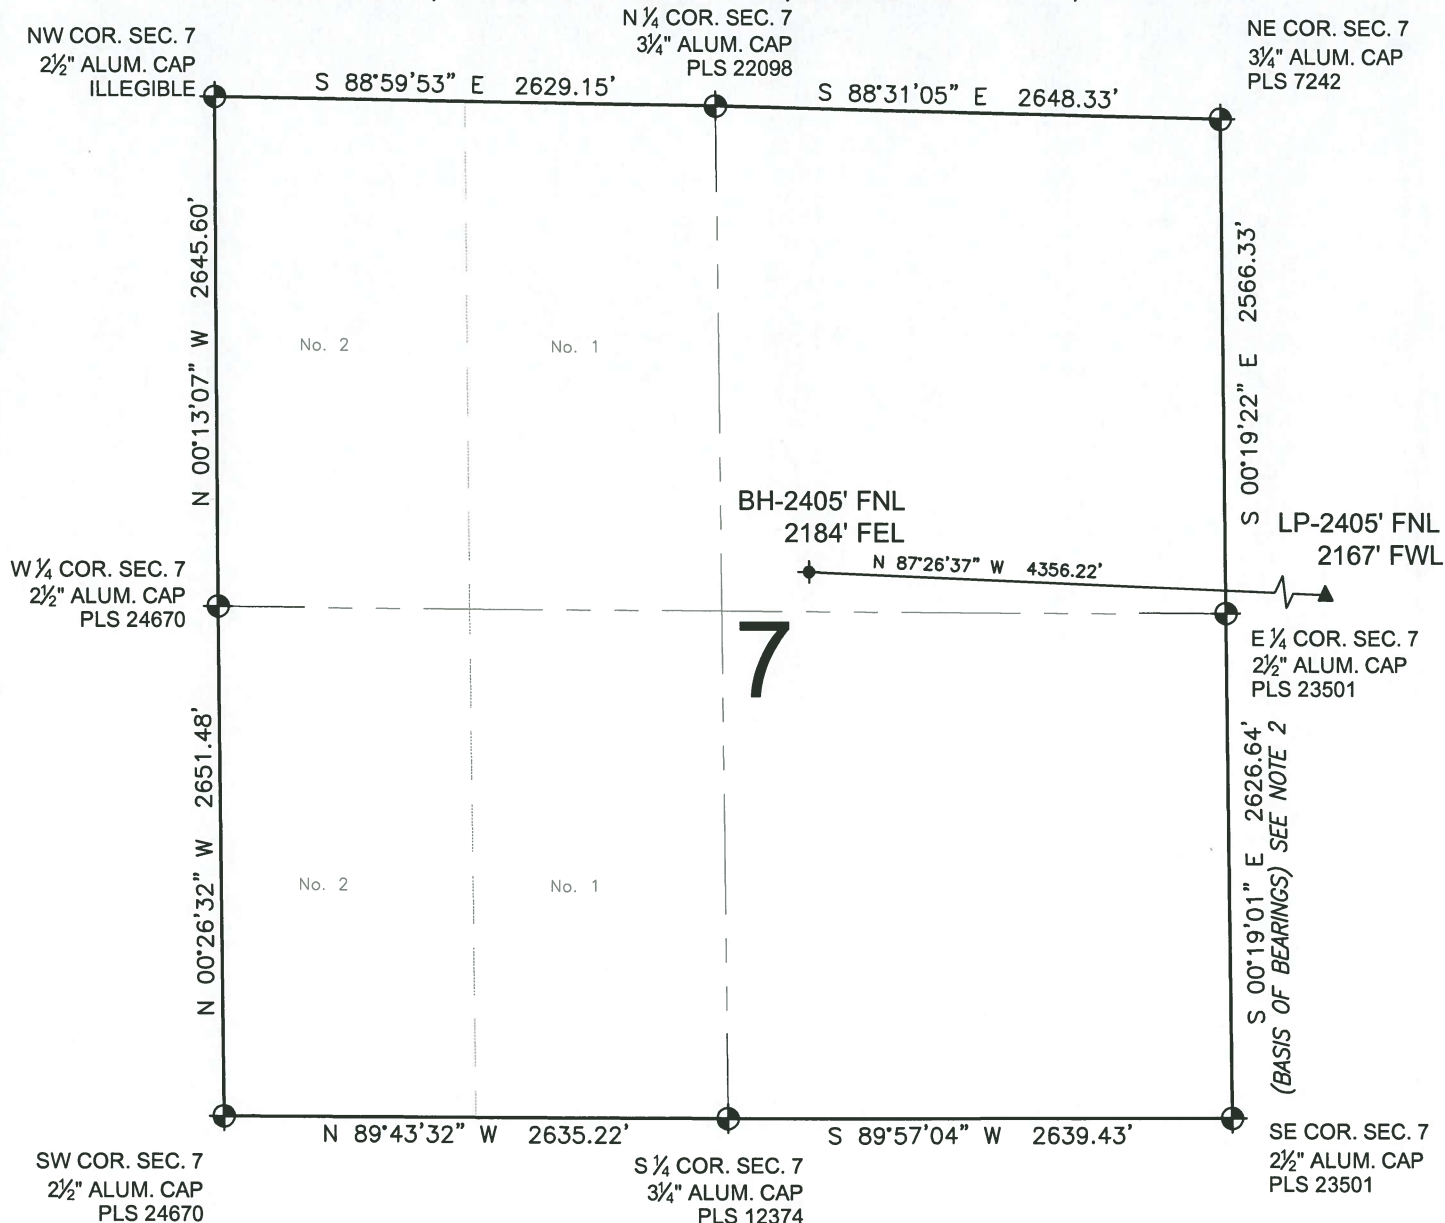 NW COR. SEC. 7
2½" ALUM. CAP
ILLEGIBLE
N ¼ COR. SEC. 7
3¼" ALUM. CAP
PLS 22098
NE COR. SEC. 7
3¼" ALUM. CAP
PLS 7242
S 88°59'53" E 2629.15'
S 88°31'05" E 2648.33'
N 00°13'07" W 2645.60'
No. 2
No. 1
S 00°19'22" E 2566.33'
BH-2405' FNL
2184' FEL
LP-2405' FNL
2167' FWL
N 87°26'37" W 4356.22'
W ¼ COR. SEC. 7
2½" ALUM. CAP
PLS 24670
7
E ¼ COR. SEC. 7
2½" ALUM. CAP
PLS 23501
N 00°26'32" W 2651.48'
No. 2
No. 1
S 00°19'01" E 2626.64'
(BASIS OF BEARINGS) SEE NOTE 2
N 89°43'32" W 2635.22'
S 89°57'04" W 2639.43'
SW COR. SEC. 7
2½" ALUM. CAP
PLS 24670
S ¼ COR. SEC. 7
3¼" ALUM. CAP
PLS 12374
SE COR. SEC. 7
2½" ALUM. CAP
PLS 23501